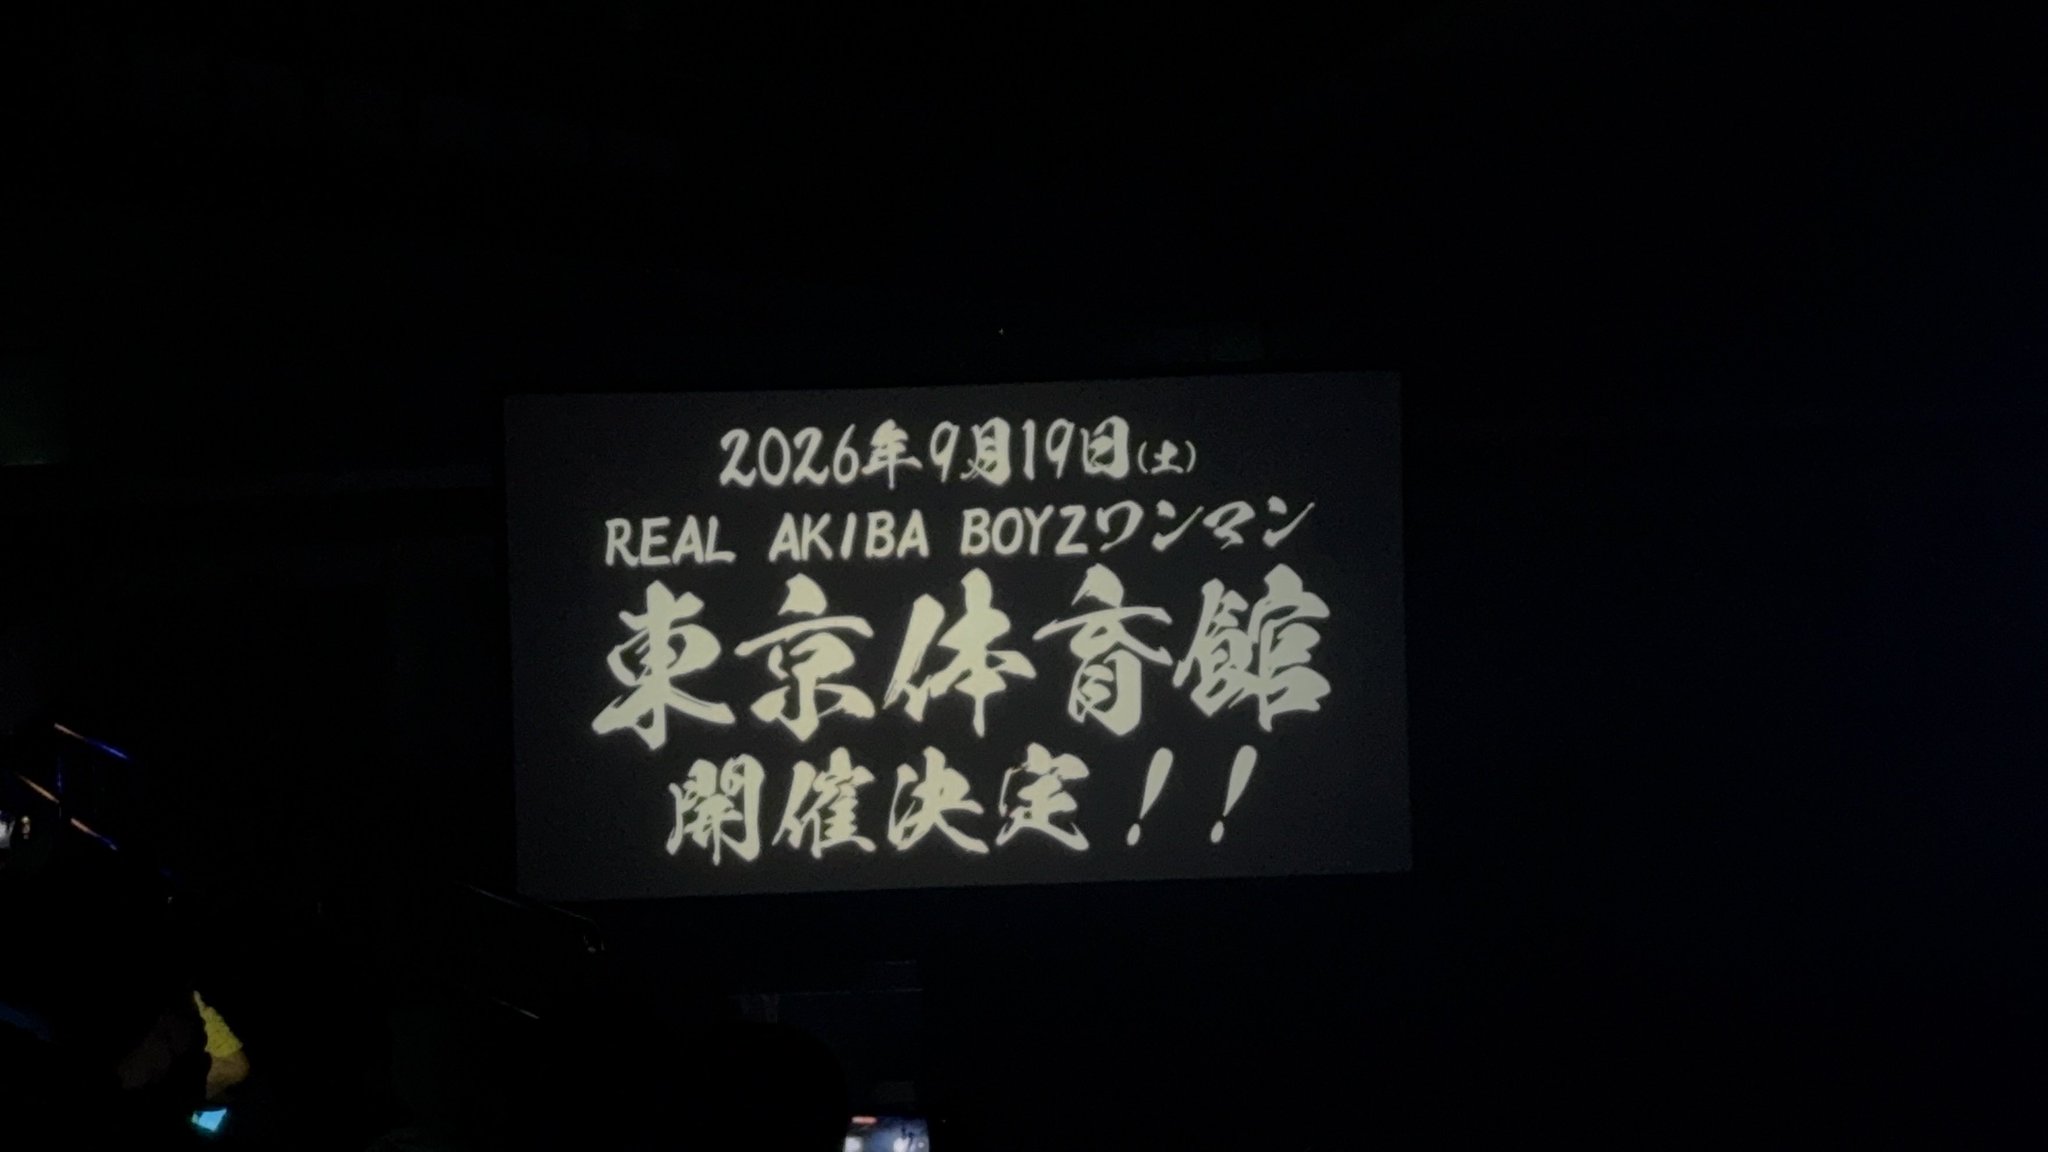 2026年9月19日(土)
REAL AKIBA BOYZワンマン
東京体育館
開催決定!!